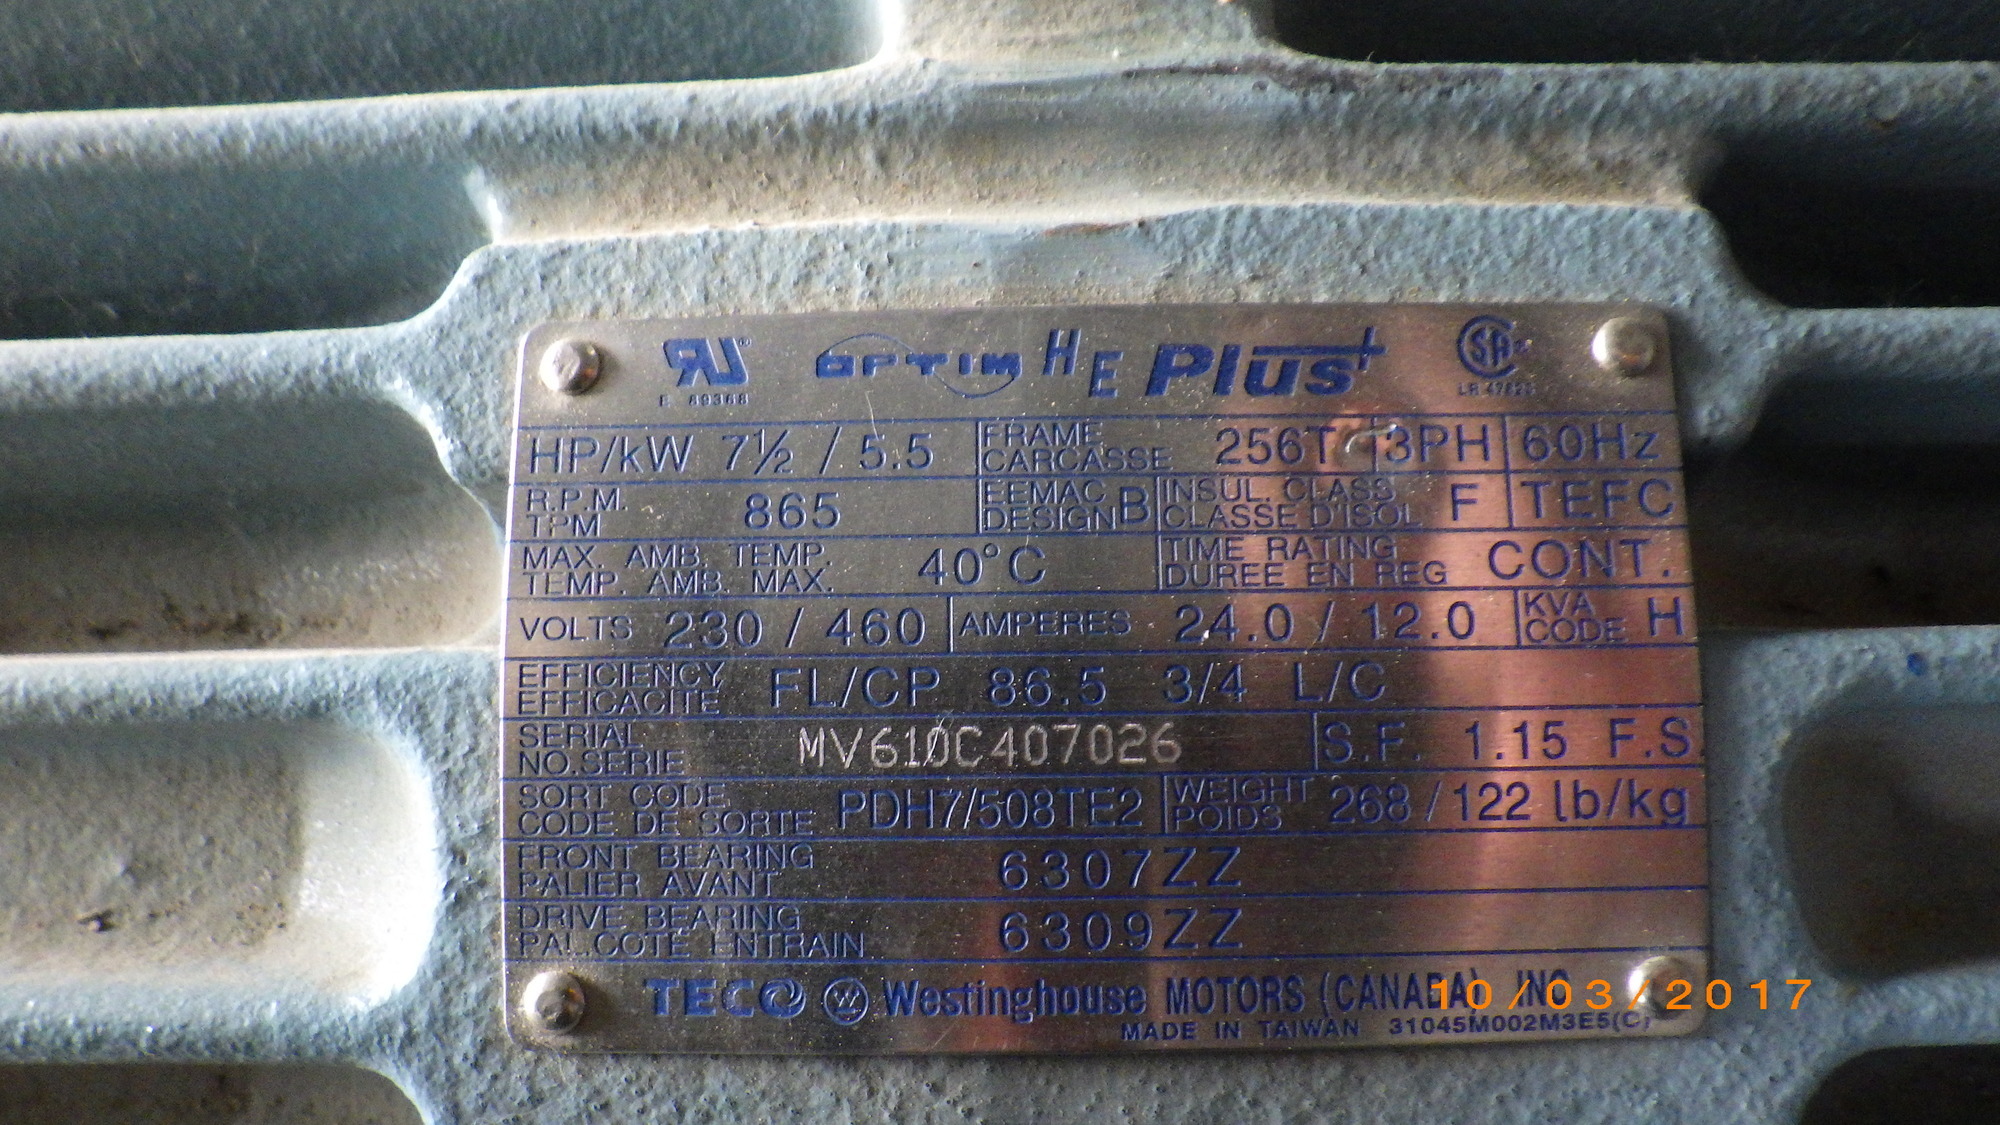 RU®
E 89368
OPTIM HE Plus+
SA
HP/kW 7½ / 5.5 FRAME CARCASSE 256T 3PH 60Hz
R.P.M. TPM 865 EEMAC DESIGN B INSUL. CLASS CLASSE D'ISOL F TEFC
MAX. AMB. TEMP. TEMP. AMB. MAX. 40°C TIME RATING DUREE EN REG CONT.
VOLTS 230 / 460 AMPERES 24.0 / 12.0 KVA CODE H
EFFICIENCY EFFICACITE FL/CP 86.5 3/4 L/C
SERIAL NO.SERIE MV610C407026 S.F. 1.15 F.S.
SORT CODE CODE DE SORTE PDH7/508TE2 WEIGHT POIDS 268 / 122 lb/kg
FRONT BEARING PALIER AVANT 6307ZZ
DRIVE BEARING PAL.COTE ENTRAIN 6309ZZ
TECO W Westinghouse MOTORS (CANADA) INC
MADE IN TAIWAN 31045M002M3E5(C)
10/03/2017